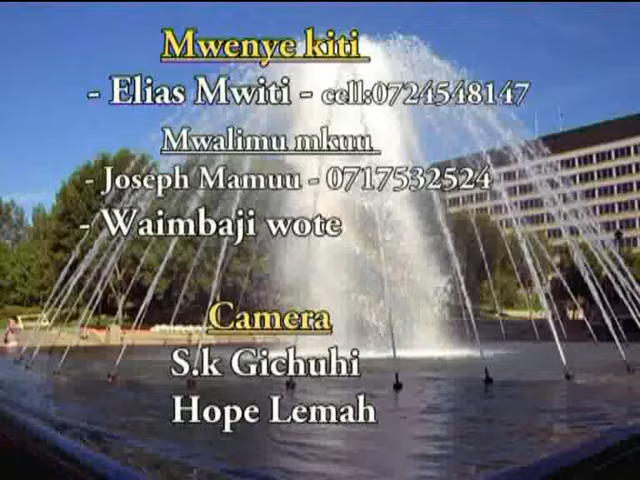 Mwenye kiti
- Elias Mwiti - cell:0724548147
Mwalimu mkuu
- Joseph Mamuu - 0717532524
- Waimbaji wote
Camera
S.k Gichuhi
Hope Lemah